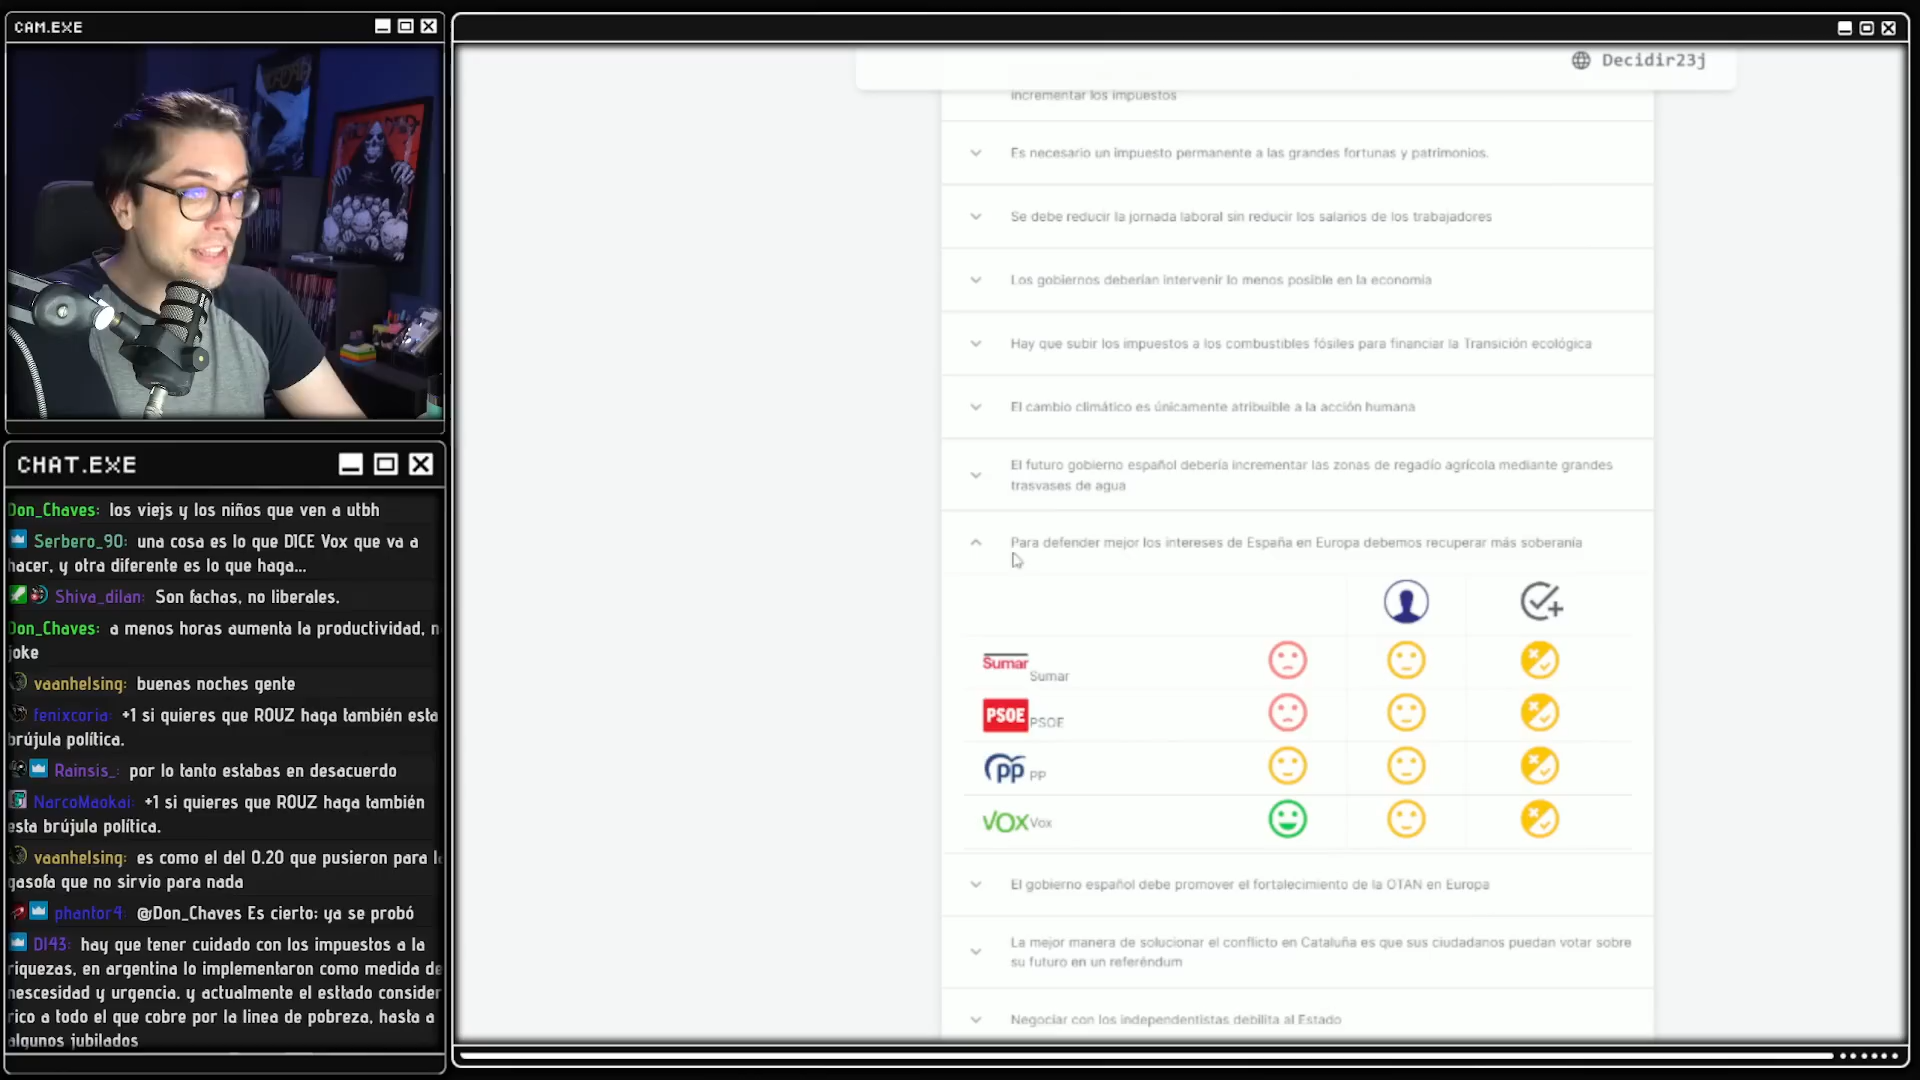 CAM.EXE
CHAT.EXE
Don_Chaves: los viejs y los niños que ven a utbh
Serbero_90: una cosa es lo que DICE Vox que va a
hacer, y otra diferente es lo que haga...
Shiva_dilan: Son fachas, no liberales.
Don_Chaves: a menos horas aumenta la productividad, n
joke
vaanhelsing: buenas noches gente
fenixcoria: +1 si quieres que ROUZ haga también esta
brújula política.
Rainsis_: por lo tanto estabas en desacuerdo
NarcoMaokai: +1 si quieres que ROUZ haga también
esta brújula política.
vaanhelsing: es como el del 0.20 que pusieron para l
gasofa que no sirvio para nada
phantor4: @Don_Chaves Es cierto; ya se probó
DI43: hay que tener cuidado con los impuestos a la
riquezas, en argentina lo implementaron como medida de
nescesidad y urgencia. y actualmente el esttado consider
rico a todo el que cobre por la linea de pobreza, hasta a
algunos jubilados
Decidir23j
incrementar los impuestos
Es necesario un impuesto permanente a las grandes fortunas y patrimonios.
Se debe reducir la jornada laboral sin reducir los salarios de los trabajadores
Los gobiernos deberían intervenir lo menos posible en la economía
Hay que subir los impuestos a los combustibles fósiles para financiar la Transición ecológica
El cambio climático es únicamente atribuible a la acción humana
El futuro gobierno español debería incrementar las zonas de regadío agrícola mediante grandes
trasvases de agua
Para defender mejor los intereses de España en Europa debemos recuperar más soberanía
Sumar Sumar
PSOE PSOE
PP PP
VOX Vox
El gobierno español debe promover el fortalecimiento de la OTAN en Europa
La mejor manera de solucionar el conflicto en Cataluña es que sus ciudadanos puedan votar sobre
su futuro en un referéndum
Negociar con los independentistas debilita al Estado